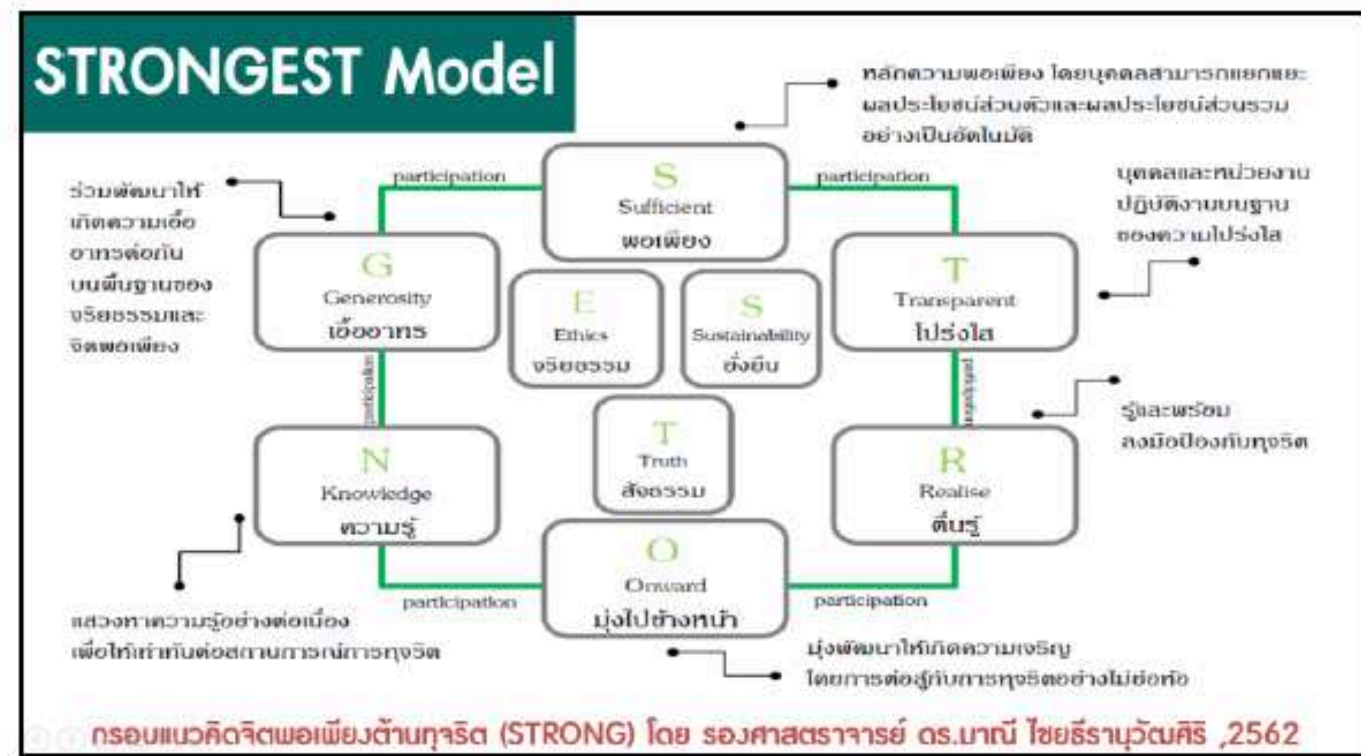 STRONGEST Model
หลักความพอเพียง โดยบุคคลสามารถแยกแยะ
ผลประโยชน์ส่วนตัวและผลประโยชน์ส่วนรวม
อย่างเป็นอัตโนมัติ
participation
S
Sufficient
พอเพียง
participation
บุคคลและหน่วยงาน
ปฏิบัติงานบนฐาน
ของความโปร่งใส
ร่วมพัฒนาให้
เกิดความเอื้อ
อาทรต่อกัน
บนพื้นฐานของ
จริยธรรมและ
จิตพอเพียง
G
Generosity
เอื้ออาทร
E
Ethics
จริยธรรม
S
Sustainability
ยั่งยืน
T
Transparent
โปร่งใส
participation
participation
รู้และพร้อม
ลงมือป้องกันทุจริต
N
Knowledge
ความรู้
T
Truth
สัจธรรม
R
Realise
ตื่นรู้
O
Onward
มุ่งไปข้างหน้า
participation
participation
แสวงหาความรู้อย่างต่อเนื่อง
เพื่อให้เท่าทันต่อสถานการณ์การทุจริต
มุ่งพัฒนาให้เกิดความเจริญ
โดยการต่อสู้กับการทุจริตอย่างไม่ย่อท้อ
กรอบแนวคิดจิตพอเพียงต้านทุจริต (STRONG) โดย รองศาสตราจารย์ ดร.มาณี ไชยธีรานุวัฒศิริ ,2562